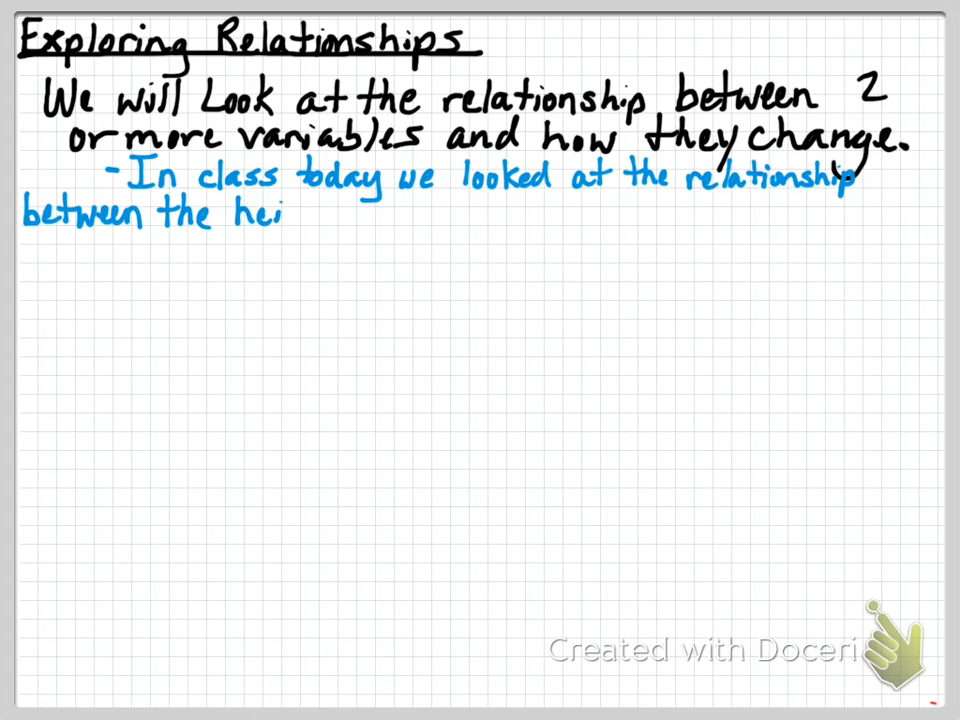 Exploring Relationships
We will Look at the relationship between 2
or more variables and how they change.
- In class today we looked at the relationship
between the hei
Created with Doceri